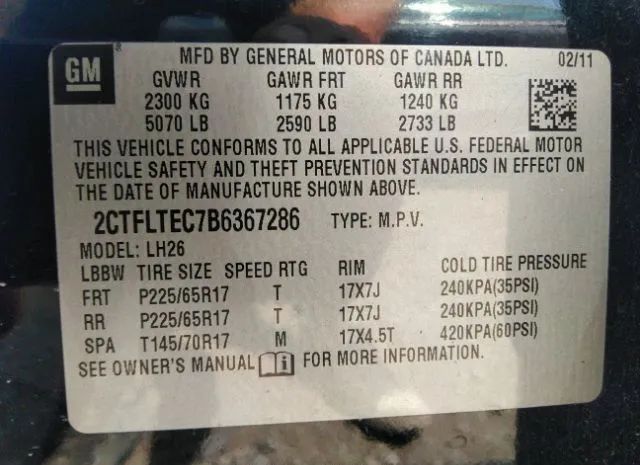 GM
MFD BY GENERAL MOTORS OF CANADA LTD. 02/11
GVWR GAWR FRT GAWR RR
2300 KG 1175 KG 1240 KG
5070 LB 2590 LB 2733 LB
THIS VEHICLE CONFORMS TO ALL APPLICABLE U.S. FEDERAL MOTOR
VEHICLE SAFETY AND THEFT PREVENTION STANDARDS IN EFFECT ON
THE DATE OF MANUFACTURE SHOWN ABOVE.
2CTFLTEC7B6367286 TYPE: M.P.V.
MODEL: LH26
LBBW TIRE SIZE SPEED RTG RIM COLD TIRE PRESSURE
FRT P225/65R17 T 17X7J 240KPA(35PSI)
RR P225/65R17 T 17X7J 240KPA(35PSI)
SPA T145/70R17 M 17X4.5T 420KPA(60PSI)
SEE OWNER'S MANUAL i FOR MORE INFORMATION.